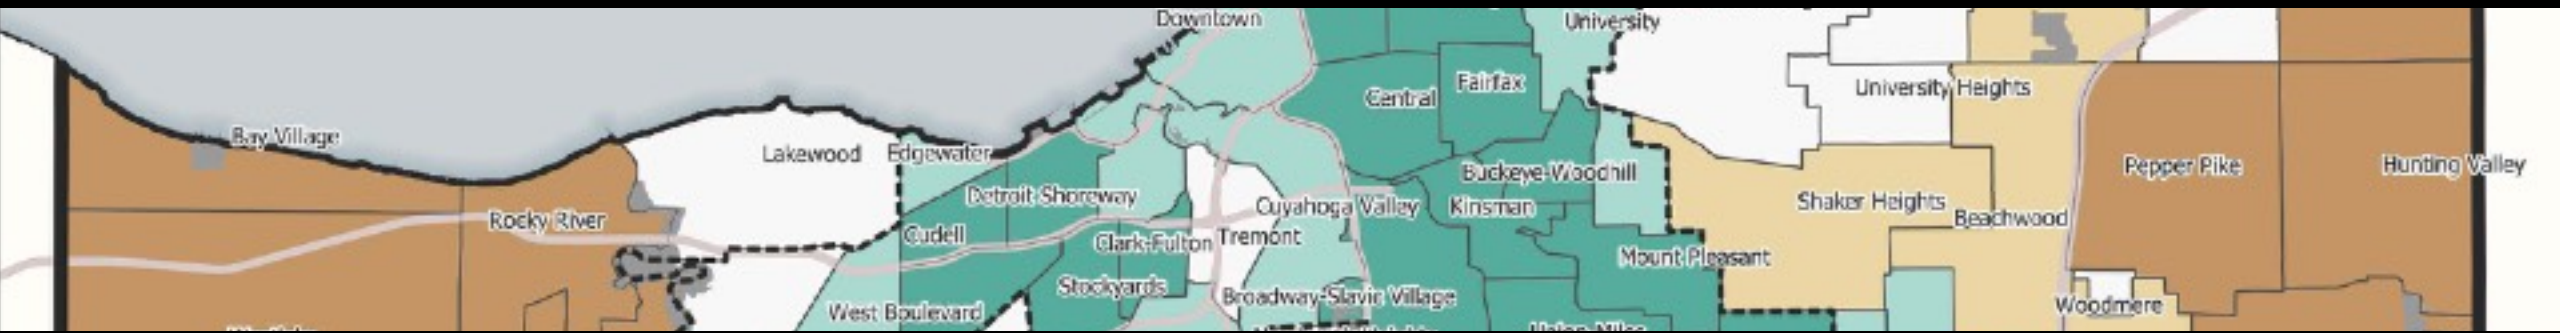 Downtown
University
Fairfax
University Heights
Central
Bay Village
Lakewood
Edgewater
Pepper Pike
Hunting Valley
Buckeye-Woodhill
Detroit Shoreway
Shaker Heights
Cuyahoga Valley
Kinsman
Beachwood
Rocky River
Cudell
Clark-Fulton
Tremont
Mount Pleasant
Stockyards
Broadway-Slavic Village
Woodmere
West Boulevard